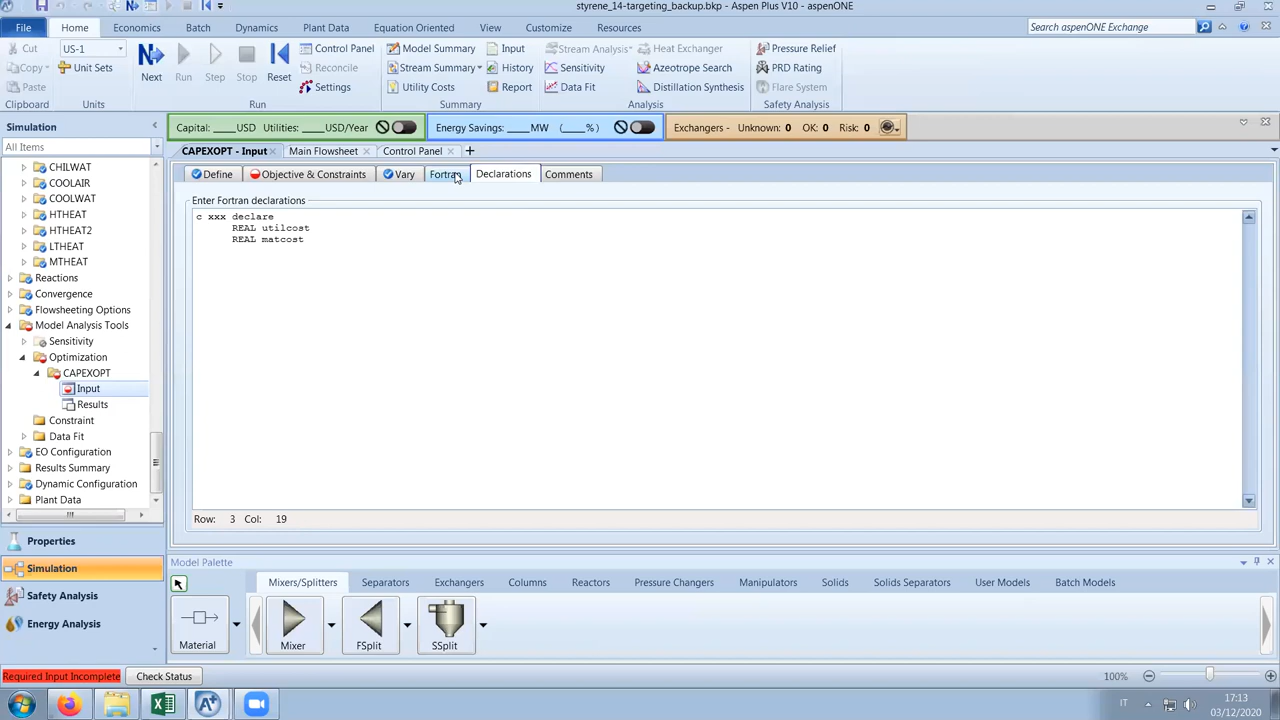 styrene_14-targeting_backup.bkp - Aspen Plus V10 - aspenONE
File Home Economics Batch Dynamics Plant Data Equation Oriented View Customize Resources Search aspenONE Exchange
Cut US-1 Control Panel Model Summary Input Stream Analysis Heat Exchanger Pressure Relief
Copy Unit Sets Next Run Step Stop Reset Reconcile Stream Summary History Sensitivity Azeotrope Search PRD Rating
Paste Settings Utility Costs Report Data Fit Distillation Synthesis Flare System
Clipboard Units Run Summary Analysis Safety Analysis
Simulation Capital: ____USD Utilities: ____USD/Year Energy Savings: ____MW (____%) Exchangers - Unknown: 0 OK: 0 Risk: 0
All Items CAPEXOPT - Input Main Flowsheet Control Panel
CHILWAT
COOLAIR
COOLWAT
HTHEAT
HTHEAT2
LTHEAT
MTHEAT
Reactions
Convergence
Flowsheeting Options
Model Analysis Tools
Sensitivity
Optimization
CAPEXOPT
Input
Results
Constraint
Data Fit
EO Configuration
Results Summary
Dynamic Configuration
Plant Data
Define Objective & Constraints Vary Fortran Declarations Comments
Enter Fortran declarations
c xxx declare
REAL utilcost
REAL matcost
Row: 3 Col: 19
Properties
Simulation
Safety Analysis
Energy Analysis
Model Palette
Mixers/Splitters Separators Exchangers Columns Reactors Pressure Changers Manipulators Solids Solids Separators User Models Batch Models
Material Mixer FSplit SSplit
Required Input Incomplete Check Status 100%
IT 17:13
03/12/2020